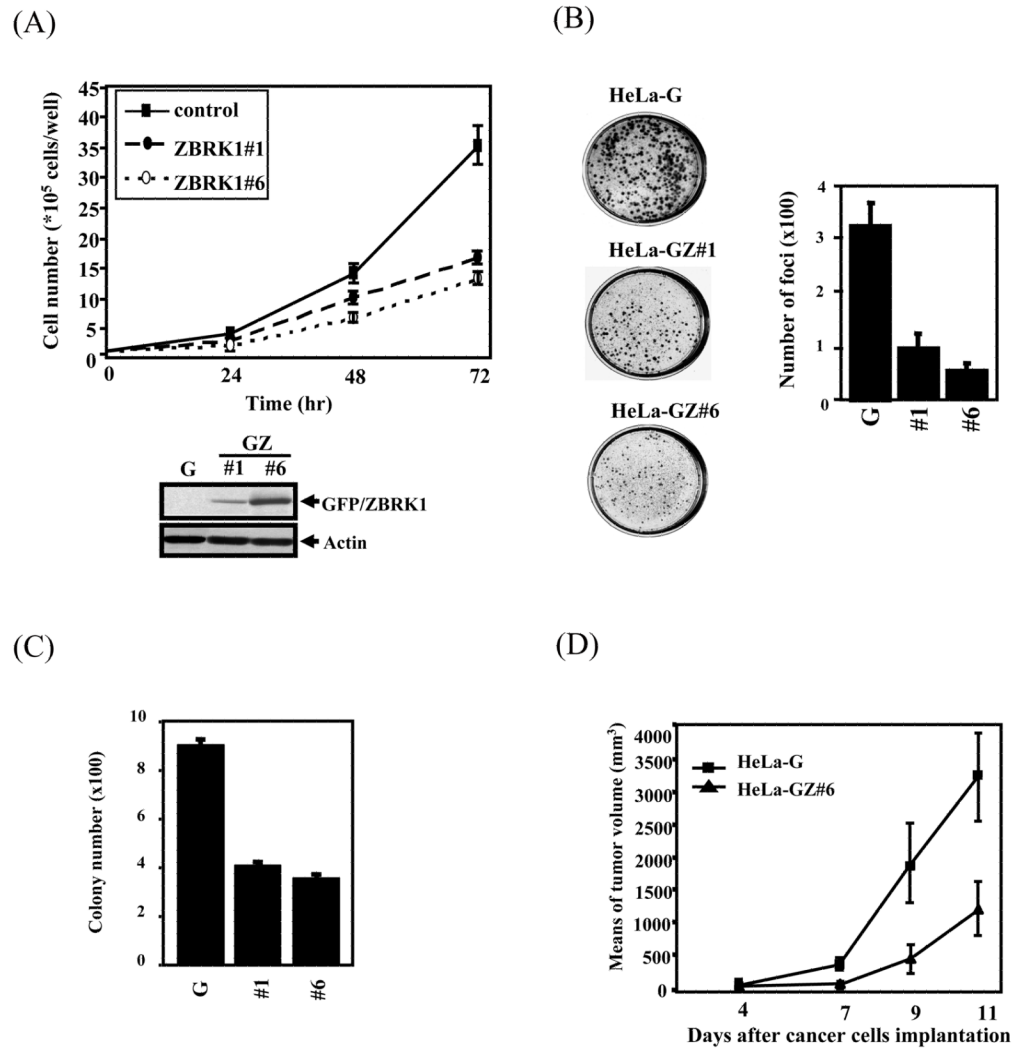 (A)
45
40
35
30
25
20
15
10
5
0
Cell number (*10⁵ cells/well)
control
ZBRK1#1
ZBRK1#6
0 24 48 72
Time (hr)
GZ
G #1 #6
GFP/ZBRK1
Actin
(B)
HeLa-G
HeLa-GZ#1
HeLa-GZ#6
4
3
2
1
0
Number of foci (x100)
G #1 #6
(C)
10
8
6
4
2
0
Colony number (x100)
G #1 #6
(D)
4000
3500
3000
2500
2000
1500
1000
500
0
Means of tumor volume (mm³)
HeLa-G
HeLa-GZ#6
4 7 9 11
Days after cancer cells implantation